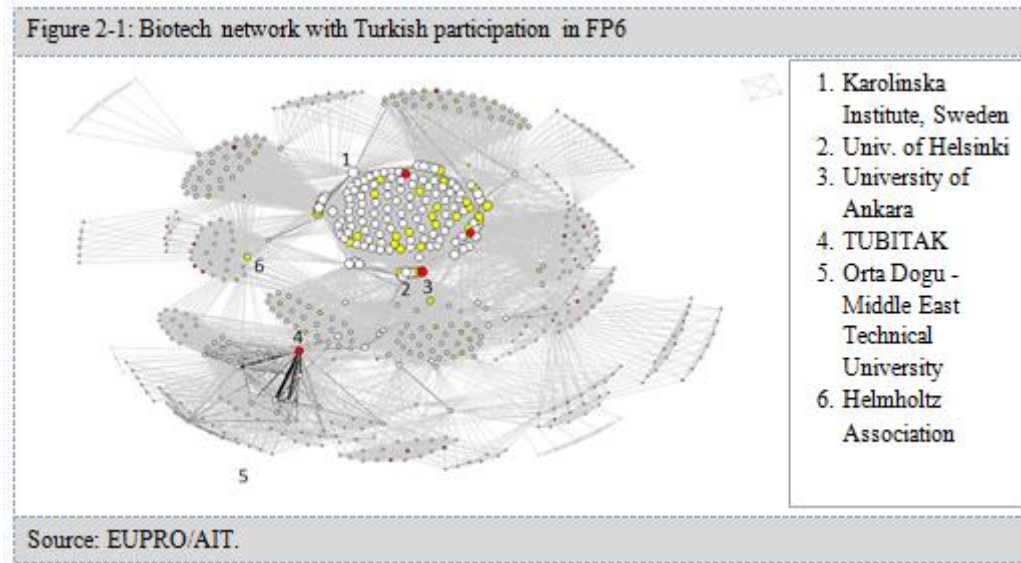 Figure 2-1: Biotech network with Turkish participation in FP6
1
2
3
4
5
6
1. Karolinska
Institute, Sweden
2. Univ. of Helsinki
3. University of
Ankara
4. TUBITAK
5. Orta Dogu -
Middle East
Technical
University
6. Helmholtz
Association
Source: EUPRO/AIT.